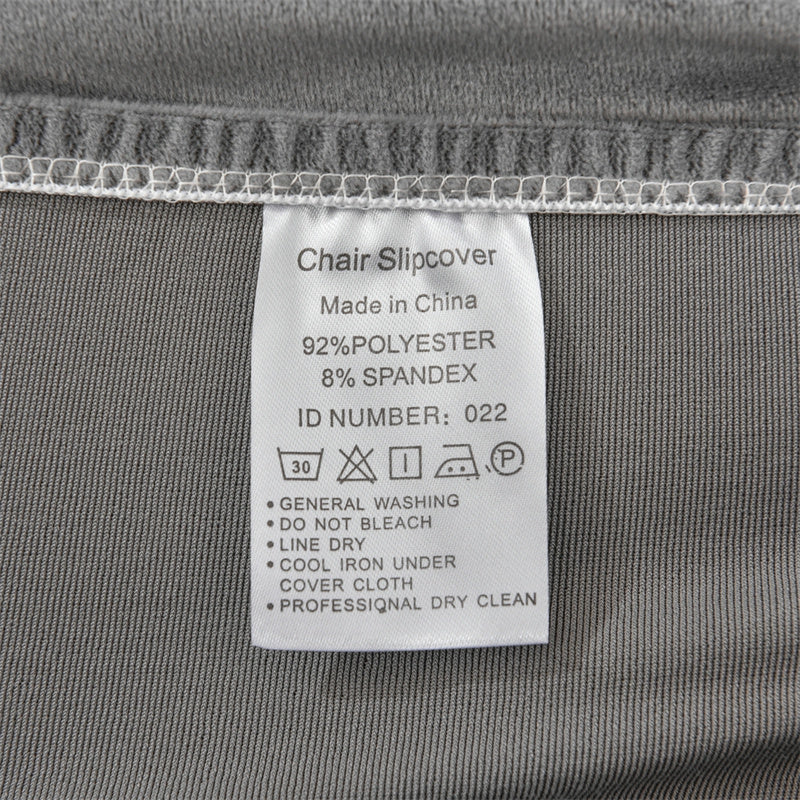 Chair Slipcover
Made in China
92%POLYESTER
8% SPANDEX
ID NUMBER: 022
30 P
• GENERAL WASHING
• DO NOT BLEACH
• LINE DRY
• COOL IRON UNDER
COVER CLOTH
• PROFESSIONAL DRY CLEAN